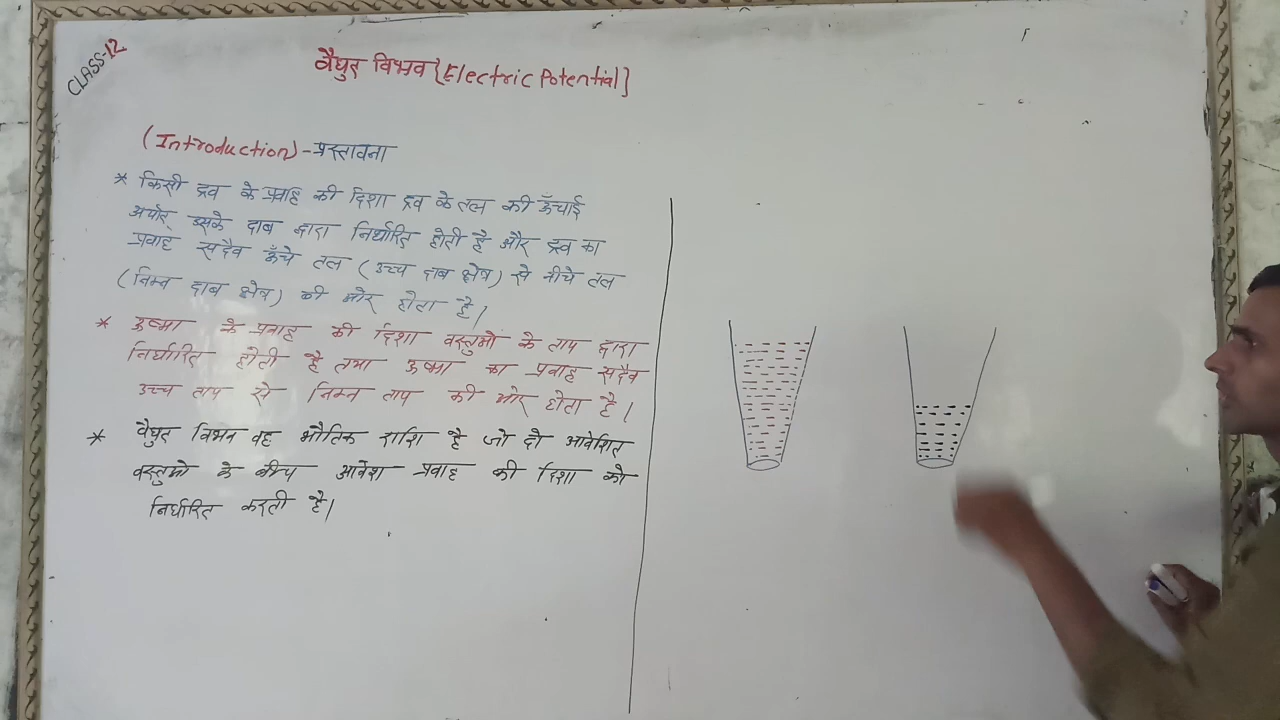 CLASS-12
वैद्युत विभव {Electric Potential}
(Introduction) - प्रस्तावना
* किसी द्रव के प्रवाह की दिशा द्रव के तल की ऊँचाई
अर्थात् उसके दाब द्वारा निर्धारित होती है और द्रव का
प्रवाह सदैव ऊँचे तल (उच्च दाब क्षेत्र) से नीचे तल
(निम्न दाब क्षेत्र) की ओर होता है।
* ऊष्मा के प्रवाह की दिशा वस्तुओं के ताप द्वारा
निर्धारित होती है तथा ऊष्मा का प्रवाह सदैव
उच्च ताप से निम्न ताप की ओर होता है।
* वैद्युत विभव वह भौतिक राशि है जो दो आवेशित
वस्तुओ के बीच आवेश प्रवाह की दिशा को
निर्धारित करती है।